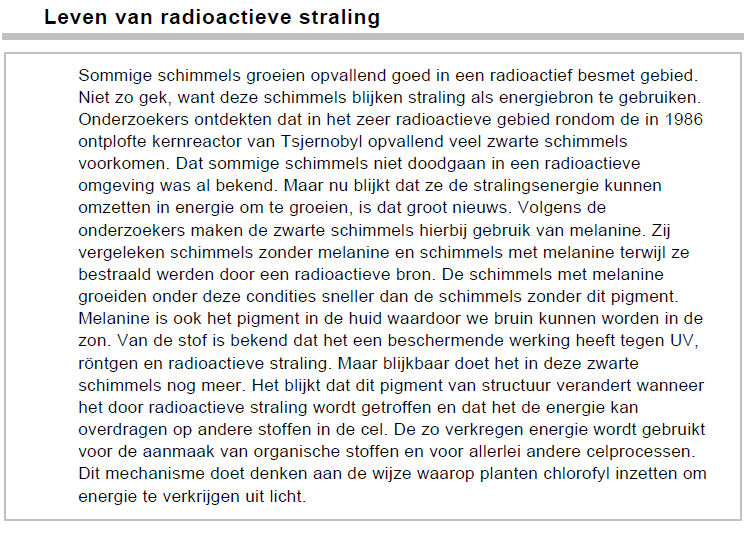 Leven van radioactieve straling
Sommige schimmels groeien opvallend goed in een radioactief besmet gebied.
Niet zo gek, want deze schimmels blijken straling als energiebron te gebruiken.
Onderzoekers ontdekten dat in het zeer radioactieve gebied rondom de in 1986
ontplofte kernreactor van Tsjernobyl opvallend veel zwarte schimmels
voorkomen. Dat sommige schimmels niet doodgaan in een radioactieve
omgeving was al bekend. Maar nu blijkt dat ze de stralingsenergie kunnen
omzetten in energie om te groeien, is dat groot nieuws. Volgens de
onderzoekers maken de zwarte schimmels hierbij gebruik van melanine. Zij
vergeleken schimmels zonder melanine en schimmels met melanine terwijl ze
bestraald werden door een radioactieve bron. De schimmels met melanine
groeiden onder deze condities sneller dan de schimmels zonder dit pigment.
Melanine is ook het pigment in de huid waardoor we bruin kunnen worden in de
zon. Van de stof is bekend dat het een beschermende werking heeft tegen UV,
röntgen en radioactieve straling. Maar blijkbaar doet het in deze zwarte
schimmels nog meer. Het blijkt dat dit pigment van structuur verandert wanneer
het door radioactieve straling wordt getroffen en dat het de energie kan
overdragen op andere stoffen in de cel. De zo verkregen energie wordt gebruikt
voor de aanmaak van organische stoffen en voor allerlei andere celprocessen.
Dit mechanisme doet denken aan de wijze waarop planten chlorofyl inzetten om
energie te verkrijgen uit licht.